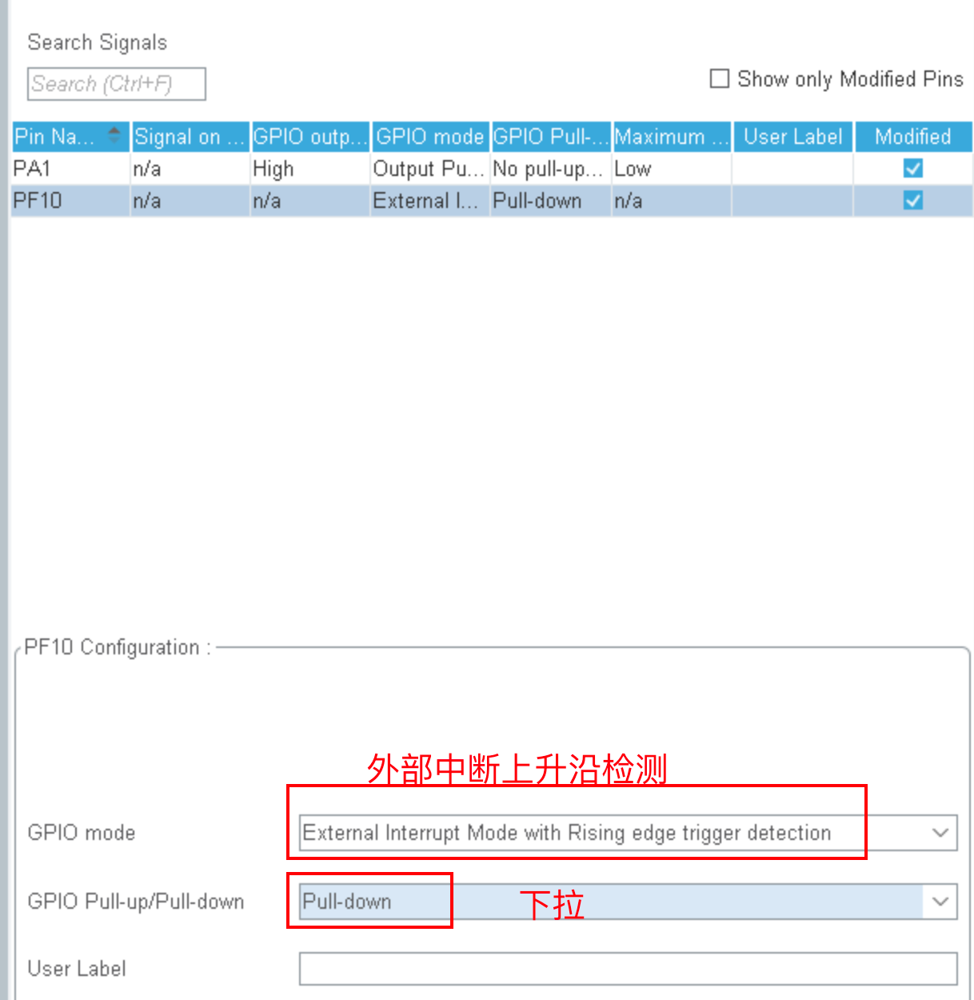 Search Signals
Search (Ctrl+F)
Show only Modified Pins
Pin Na... Signal on ... GPIO outp... GPIO mode GPIO Pull-... Maximum ... User Label Modified
PA1 n/a High Output Pu... No pull-up... Low
PF10 n/a n/a External I... Pull-down n/a
PF10 Configuration :
外部中断上升沿检测
GPIO mode External Interrupt Mode with Rising edge trigger detection
GPIO Pull-up/Pull-down Pull-down 下拉
User Label